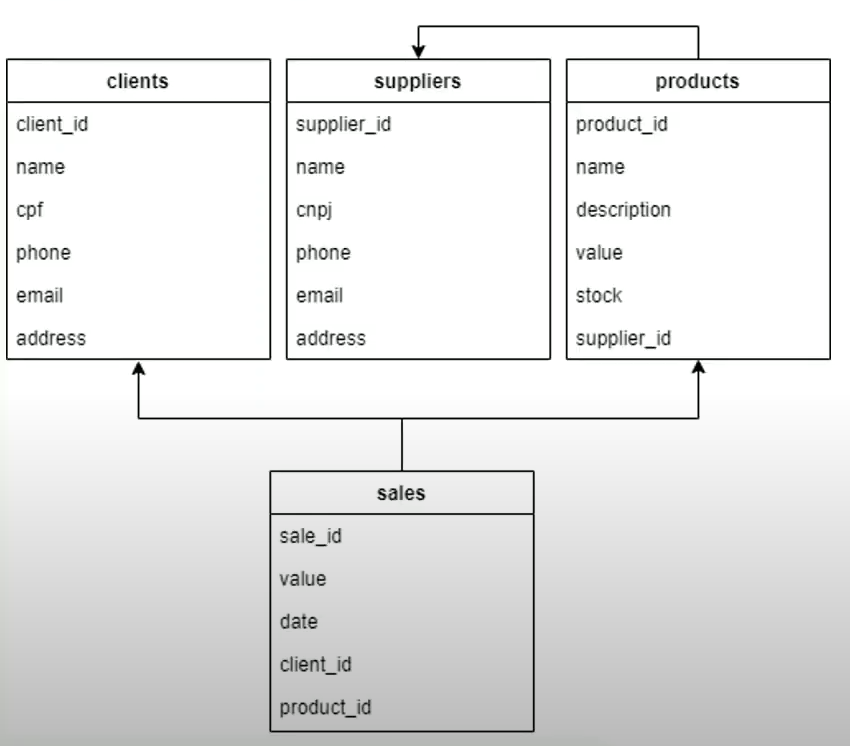 clients
client_id
name
cpf
phone
email
address
suppliers
supplier_id
name
cnpj
phone
email
address
products
product_id
name
description
value
stock
supplier_id
sales
sale_id
value
date
client_id
product_id